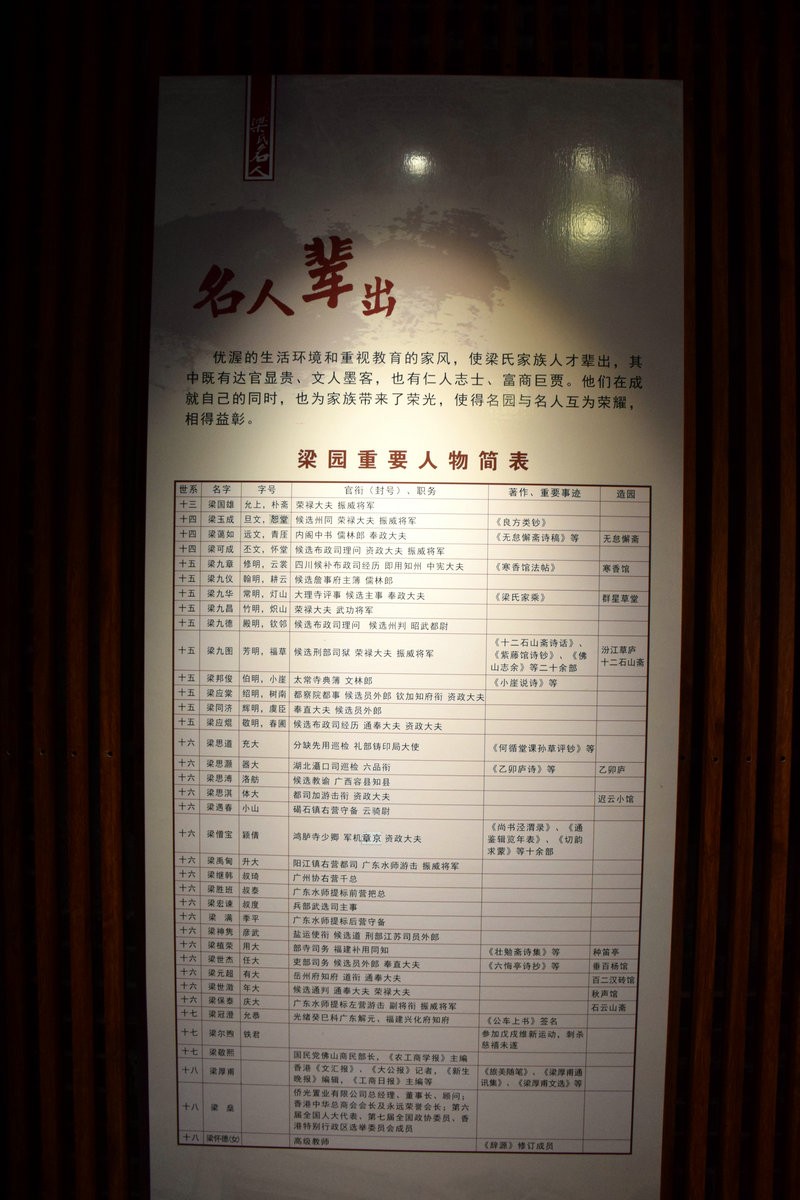 梁氏名人
名人辈出
优渥的生活环境和重视教育的家风，使梁氏家族人才辈出，其
中既有达官显贵、文人墨客，也有仁人志士、富商巨贾。他们在成
就自己的同时，也为家族带来了荣光，使得名园与名人互为荣耀，
相得益彰。
梁园重要人物简表
世系 名字 字号 官衔（封号）、职务 著作、重要事迹 造园
十三 梁国雄 允上，朴斋 荣禄大夫 振威将军
十四 梁玉成 旦文，恕堂 候选州同 荣禄大夫 振威将军 《良方类钞》
十四 梁蔼如 远文，青厓 内阁中书 儒林郎 奉政大夫 《无怠懈斋诗稿》等 无怠懈斋
十四 梁可成 丕文，怀堂 候选布政司理问 资政大夫 振威将军
十五 梁九章 修明，云裳 四川候补布政司经历 即用知州 中宪大夫 《寒香馆法帖》 寒香馆
十五 梁九仪 翰明，耕云 候选詹事府主簿 儒林郎
十五 梁九华 常明，灯山 大理寺评事 候选主事 奉政大夫 《梁氏家乘》 群星草堂
十五 梁九昌 竹明，炽山 荣禄大夫 武功将军
十五 梁九德 殿明，钦邻 候选布政司理问 候选州判 昭武都尉
十五 梁九图 芳明，福草 候选刑部司狱 荣禄大夫 振威将军 《十二石山斋诗话》、
《紫藤馆诗钞》、《佛
山志余》等二十余部 汾江草庐
十二石山斋
十五 梁邦俊 伯明，小崖 太常寺典簿 文林郎 《小崖说诗》等
十五 梁应棠 绍明，树南 都察院都事 候选员外郎 钦加知府衔 资政大夫
十五 梁同济 辉明，虞臣 奉直大夫 候选员外郎
十五 梁应焜 敬明，春圃 候选布政司经历 通奉大夫 资政大夫
十六 梁思道 充大 分缺先用巡检 礼部铸印局大使 《何循堂课孙草评钞》等
十六 梁思灏 器大 湖北灄口司巡检 六品衔 《乙卯庐诗》等 乙卯庐
十六 梁思溥 洛舫 候选教谕 广西容县知县
十六 梁思淇 体大 都司加游击衔 资政大夫 迟云小馆
十六 梁遇春 小山 碣石镇右营守备 云骑尉
十六 梁僧宝 颖倩 鸿胪寺少卿 军机章京 资政大夫 《尚书泾渭录》、《通
鉴辑览年表》、《切韵
求蒙》等十余部
十六 梁禹甸 升大 阳江镇右营都司 广东水师游击 振威将军
十六 梁继韩 叔琦 广州协右营千总
十六 梁胜班 叔泰 广东水师提标前营把总
十六 梁宏谏 叔度 兵部武选司主事
十六 梁 满 季平 广东水师提标后营守备
十六 梁神隽 彦武 盐运使衔 候选道 刑部江苏司员外郎
十六 梁植荣 用大 部寺司务 福建补用同知 《壮勉斋诗集》等 种笛亭
十六 梁世杰 任大 吏部司务 候选员外郎 奉直大夫 《六悔亭诗抄》等 垂百杨馆
十六 梁元超 有大 岳州府知府 道衔 通奉大夫 百二汉砖馆
十六 梁世澂 年大 候选通判 通奉大夫 荣禄大夫 秋声馆
十六 梁保泰 庆大 广东水师提标左营游击 副将衔 振威将军 石云山斋
十七 梁冠澄 允恭 光绪癸巳科广东解元、福建兴化府知府 《公车上书》签名
十七 梁尔煦 铁君 参加戊戌维新运动，刺杀
慈禧未遂
十七 梁敬熙 国民党佛山商民部长，《农工商学报》主编
十八 梁厚甫 香港《文汇报》、《大公报》记者，《新生
晚报》编辑，《工商日报》主编等 《旅美随笔》、《梁厚甫通
讯集》、《梁厚甫文选》等
十八 梁 燊 侨光置业有限公司总经理、董事长、顾问；
香港中华总商会会长及永远荣誉会长；第六
届全国人大代表、第七届全国政协委员、香
港特别行政区选举委员会成员
十八 梁怀德(女) 高级教师 《辞源》修订成员